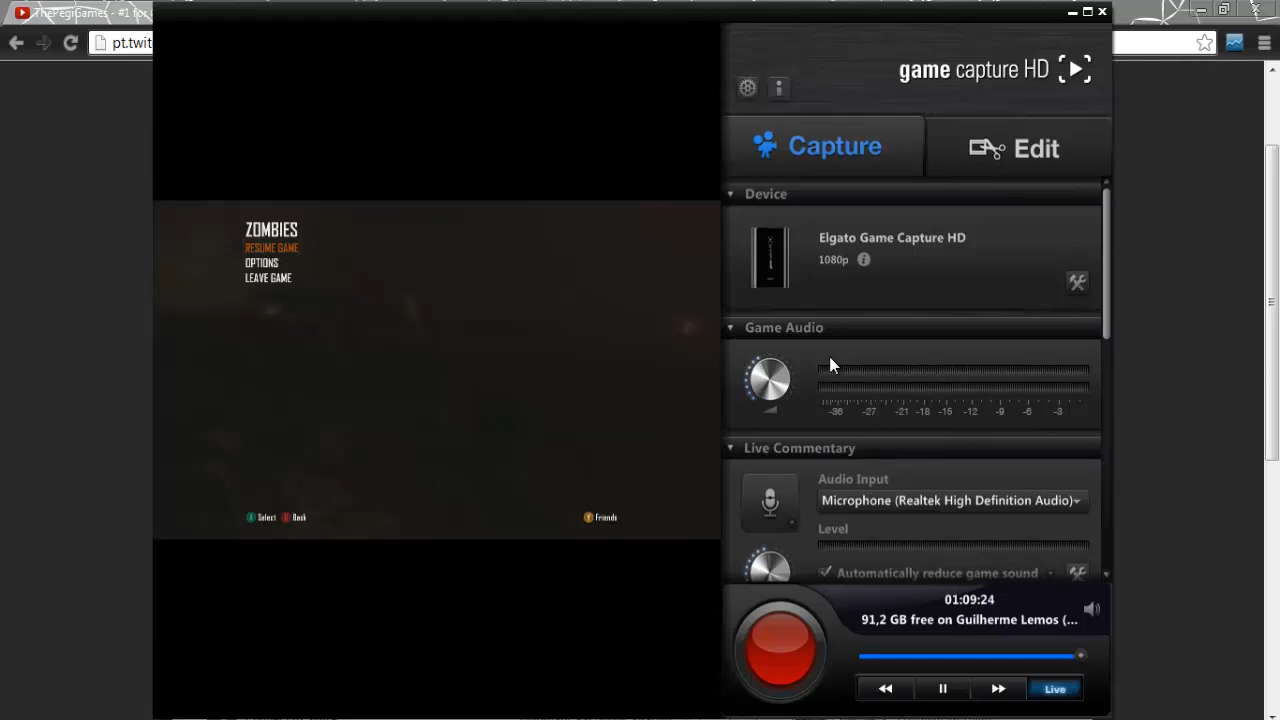 ThePegiGames - #1 for
pt.twit
game capture HD
Capture
Edit
Device
Elgato Game Capture HD
1080p
Game Audio
-36 -27 -21 -18 -15 -12 -9 -6 -3
Live Commentary
Audio Input
Microphone (Realtek High Definition Audio)
Level
Automatically reduce game sound
01:09:24
91,2 GB free on Guilherme Lemos (...
Live
ZOMBIES
RESUME GAME
OPTIONS
LEAVE GAME
A Select B Back
Y Friends